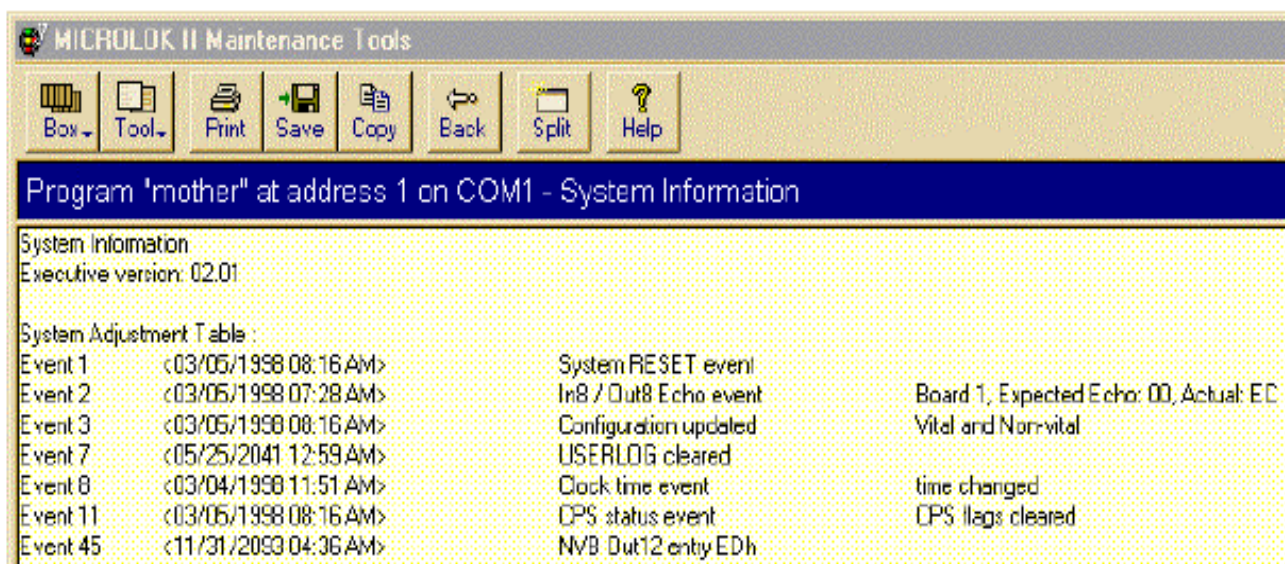 MICROLOK II Maintenance Tools
Box Tool Print Save Copy Back Split Help
Program "mother" at address 1 on COM1 - System Information
System Information
Executive version: 02.01
System Adjustment Table :
Event 1 <03/05/1998 08:16 AM> System RESET event
Event 2 <03/05/1998 07:28 AM> In8 / Out8 Echo event Board 1, Expected Echo: 00, Actual: EC
Event 3 <03/05/1998 08:16 AM> Configuration updated Vital and Non-vital
Event 7 <05/25/2041 12:59 AM> USERLOG cleared
Event 8 <03/04/1998 11:51 AM> Clock time event time changed
Event 11 <03/05/1998 08:16 AM> CPS status event CPS flags cleared
Event 45 <11/31/2093 04:36 AM> NVB Out12 entry EDh